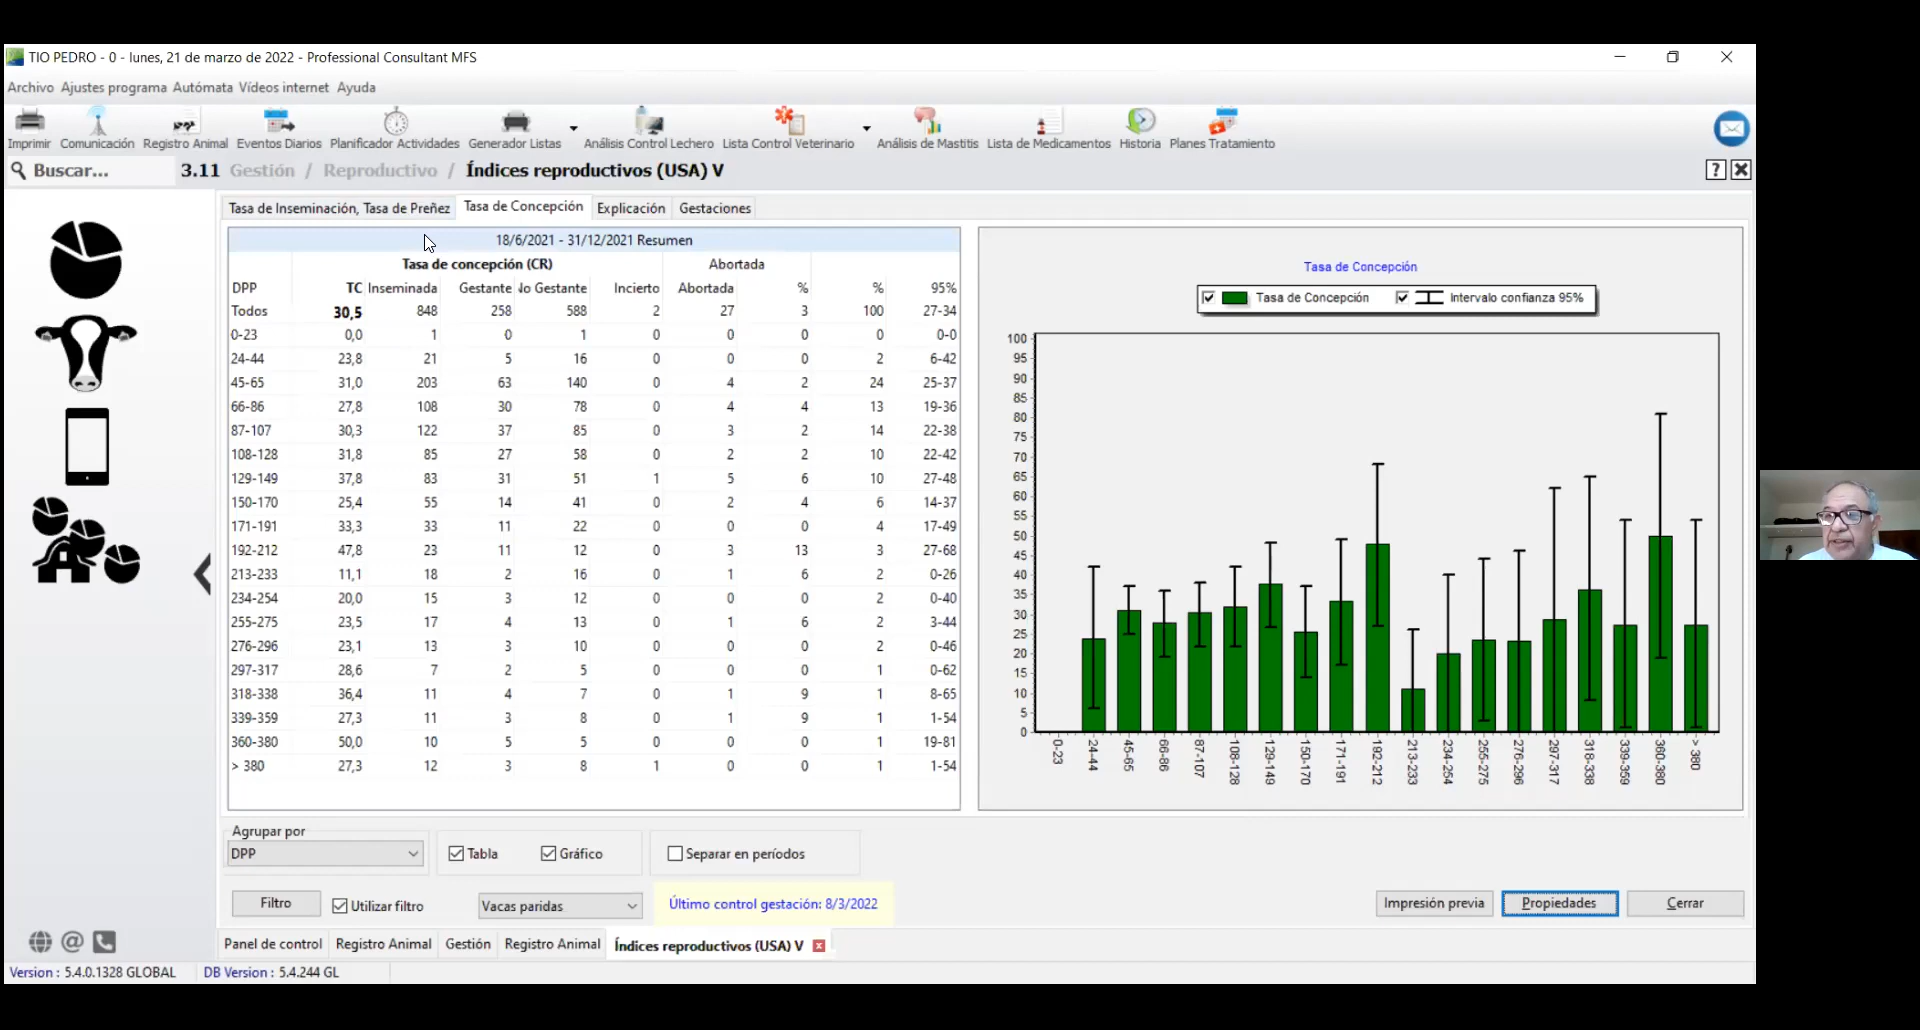 TIO PEDRO - 0 - lunes, 21 de marzo de 2022 - Professional Consultant MFS
Archivo Ajustes programa Autómata Vídeos internet Ayuda
Imprimir Comunicación Registro Animal Eventos Diarios Planificador Actividades Generador Listas Análisis Control Lechero Lista Control Veterinario Análisis de Mastitis Lista de Medicamentos Historia Planes Tratamiento
Buscar... 3.11 Gestión / Reproductivo / Índices reproductivos (USA) V ?
Tasa de Inseminación, Tasa de Preñez Tasa de Concepción Explicación Gestaciones
18/6/2021 - 31/12/2021 Resumen
Tasa de concepción (CR) Abortada
DPP TC Inseminada Gestante No Gestante Incierto Abortada % % 95%
Todos 30,5 848 258 588 2 27 3 100 27-34
0-23 0,0 1 0 1 0 0 0 0 0-0
24-44 23,8 21 5 16 0 0 0 2 6-42
45-65 31,0 203 63 140 0 4 2 24 25-37
66-86 27,8 108 30 78 0 4 4 13 19-36
87-107 30,3 122 37 85 0 3 2 14 22-38
108-128 31,8 85 27 58 0 2 2 10 22-42
129-149 37,8 83 31 51 1 5 6 10 27-48
150-170 25,4 55 14 41 0 2 4 6 14-37
171-191 33,3 33 11 22 0 0 0 4 17-49
192-212 47,8 23 11 12 0 3 13 3 27-68
213-233 11,1 18 2 16 0 1 6 2 0-26
234-254 20,0 15 3 12 0 0 0 2 0-40
255-275 23,5 17 4 13 0 1 6 2 3-44
276-296 23,1 13 3 10 0 0 0 2 0-46
297-317 28,6 7 2 5 0 0 0 1 0-62
318-338 36,4 11 4 7 0 1 9 1 8-65
339-359 27,3 11 3 8 0 1 9 1 1-54
360-380 50,0 10 5 5 0 0 0 1 19-81
> 380 27,3 12 3 8 1 0 0 1 1-54
Tasa de Concepción
Tasa de Concepción Intervalo confianza 95%
100
95
90
85
80
75
70
65
60
55
50
45
40
35
30
25
20
15
10
5
0
0-23 24-44 45-65 66-86 87-107 108-128 129-149 150-170 171-191 192-212 213-233 234-254 255-275 276-296 297-317 318-338 339-359 360-380 > 380
Agrupar por
DPP Tabla Gráfico Separar en períodos
Filtro Utilizar filtro Vacas paridas Último control gestación: 8/3/2022 Impresión previa Propiedades Cerrar
Panel de control Registro Animal Gestión Registro Animal Índices reproductivos (USA) V
Version : 5.4.0.1328 GLOBAL DB Version : 5.4.244 GL